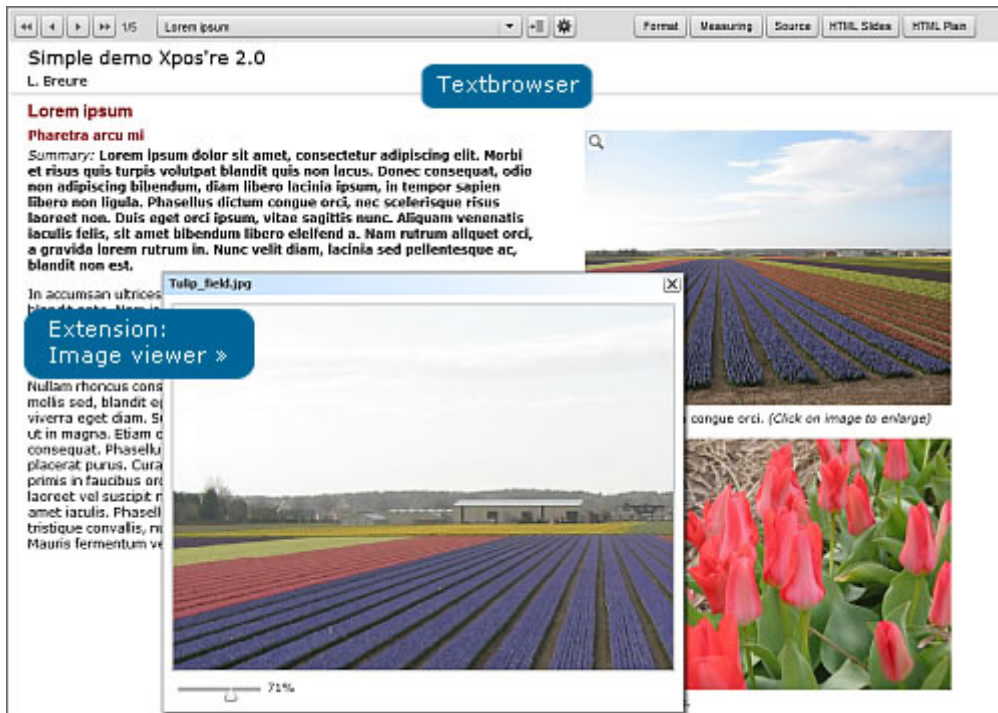 1/5 Lorem ipsum Format Measuring Source HTML Slides HTML Plain
Simple demo Xpos're 2.0
L. Breure
Textbrowser
Lorem ipsum
Pharetra arcu mi
Summary: Lorem ipsum dolor sit amet, consectetur adipiscing elit. Morbi
et risus quis turpis volutpat blandit quis non lacus. Donec consequat, odio
non adipiscing bibendum, diam libero lacinia ipsum, in tempor sapien
libero non ligula. Phasellus dictum congue orci, nec scelerisque risus
laoreet non. Duis eget orci ipsum, vitae sagittis nunc. Aliquam venenatis
iaculis felis, sit amet bibendum libero eleifend a. Nam rutrum aliquet orci,
a gravida lorem rutrum in. Nunc velit diam, lacinia sed pellentesque ac,
blandit non est.
In accumsan ultrices
Extension:
Image viewer »
Nullam rhoncus cons
mollis sed, blandit eg
viverra eget diam. S
ut in magna. Etiam c
consequat. Phasellu
placerat purus. Cura
primis in faucibus orc
laoreet vel suscipit n
amet iaculis. Phasell
tristique convallis, nu
Mauris fermentum ve
Tulip_field.jpg
71%
congue orci. (Click on image to enlarge)